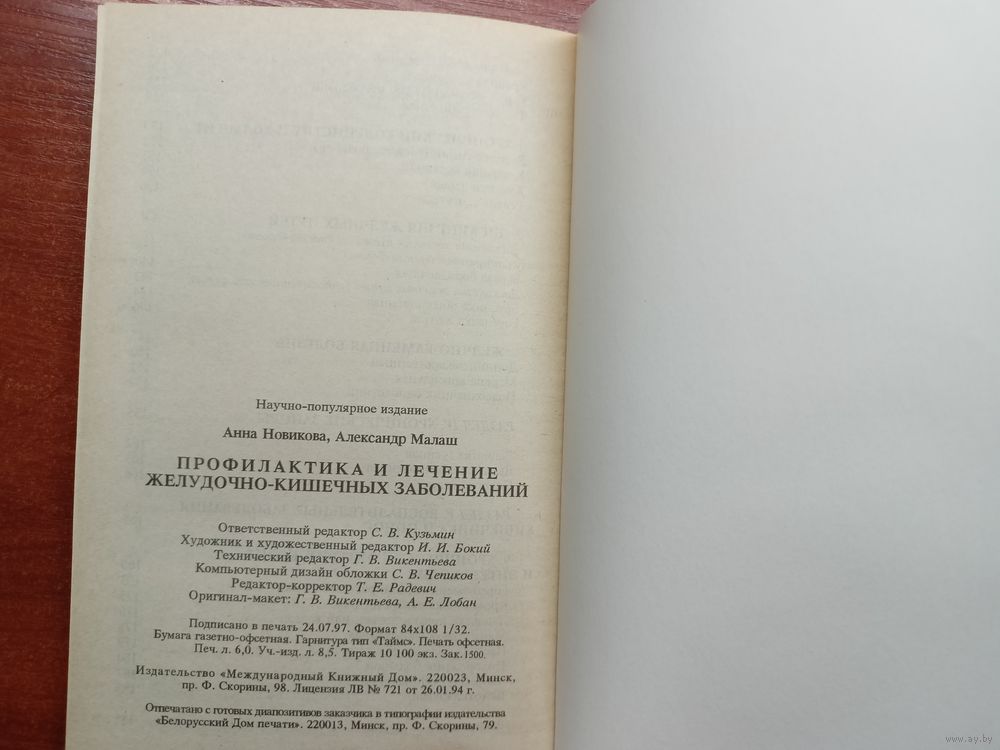 Научно-популярное издание
Анна Новикова, Александр Малаш
ПРОФИЛАКТИКА И ЛЕЧЕНИЕ
ЖЕЛУДОЧНО-КИШЕЧНЫХ ЗАБОЛЕВАНИЙ
Ответственный редактор С. В. Кузьмин
Художник и художественный редактор И. И. Бокий
Технический редактор Г. В. Викентьева
Компьютерный дизайн обложки С. В. Чепиков
Редактор-корректор Т. Е. Радевич
Оригинал-макет: Г. В. Викентьева, А. Е. Лобан
Подписано в печать 24.07.97. Формат 84х108 1/32.
Бумага газетно-офсетная. Гарнитура тип «Таймс». Печать офсетная.
Печ. л. 6,0. Уч.-изд. л. 8,5. Тираж 10 100 экз. Зак. 1500.
Издательство «Международный Книжный Дом». 220023, Минск,
пр. Ф. Скорины, 98. Лицензия ЛВ № 721 от 26.01.94 г.
Отпечатано с готовых диапозитивов заказчика в типографии издательства
«Белорусский Дом печати». 220013, Минск, пр. Ф. Скорины, 79.
www.ay.by